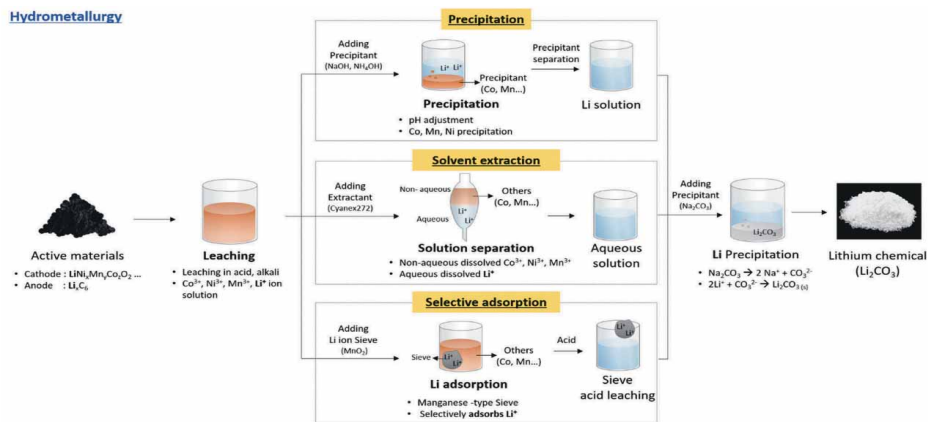 Hydrometallurgy
Precipitation
Adding
Precipitant
(NaOH, NH₄OH)
Li⁺ Li⁺
Precipitant
(Co, Mn...)
Precipitation
• pH adjustment
• Co, Mn, Ni precipitation
Precipitant
separation
Li solution
Active materials
• Cathode : LiNiₓMnᵧCo₂O₂ ...
• Anode : LiₓC₆
Leaching
• Leaching in acid, alkali
• Co³⁺, Ni³⁺, Mn³⁺, Li⁺ ion
solution
Solvent extraction
Adding
Extractant
(Cyanex272)
Non- aqueous
Aqueous
Li⁺
Li⁺
Others
(Co, Mn...)
Solution separation
• Non-aqueous dissolved Co³⁺, Ni³⁺, Mn³⁺
• Aqueous dissolved Li⁺
Aqueous
solution
Selective adsorption
Adding
Li ion Sieve
(MnO₂)
Sieve
Li⁺
Li⁺
Others
(Co, Mn...)
Li adsorption
• Manganese -type Sieve
• Selectively adsorbs Li⁺
Acid
Li⁺
Li⁺
Sieve
acid leaching
Adding
Precipitant
(Na₂CO₃)
Li₂CO₃
Li Precipitation
• Na₂CO₃ → 2 Na⁺ + CO₃²⁻
• 2Li⁺ + CO₃²⁻ → Li₂CO₃ ₍ₛ₎
Lithium chemical
(Li₂CO₃)